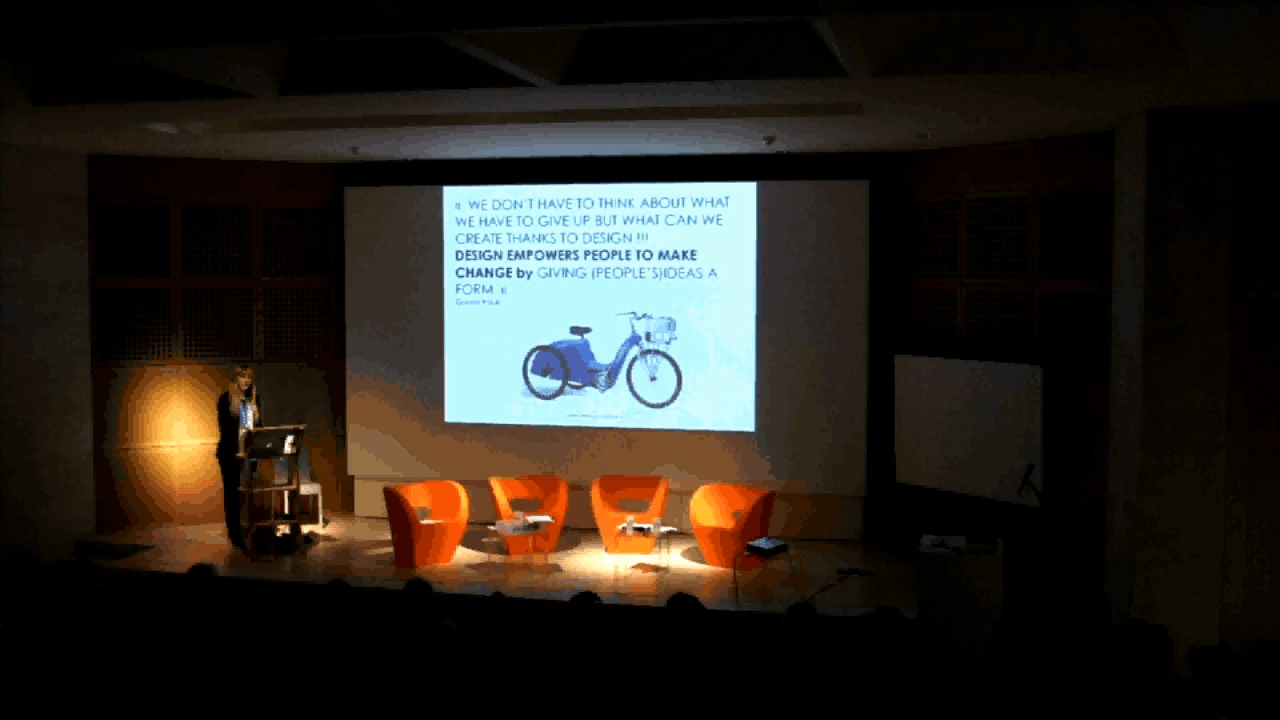 « WE DON'T HAVE TO THINK ABOUT WHAT
WE HAVE TO GIVE UP BUT WHAT CAN WE
CREATE THANKS TO DESIGN !!!
DESIGN EMPOWERS PEOPLE TO MAKE
CHANGE by GIVING (PEOPLE'S)IDEAS A
FORM »